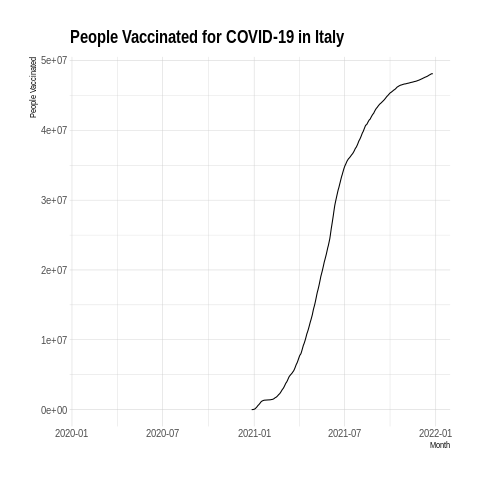 People Vaccinated for COVID-19 in Italy
People Vaccinated
5e+07
4e+07
3e+07
2e+07
1e+07
0e+00
2020-01 2020-07 2021-01 2021-07 2022-01
Month